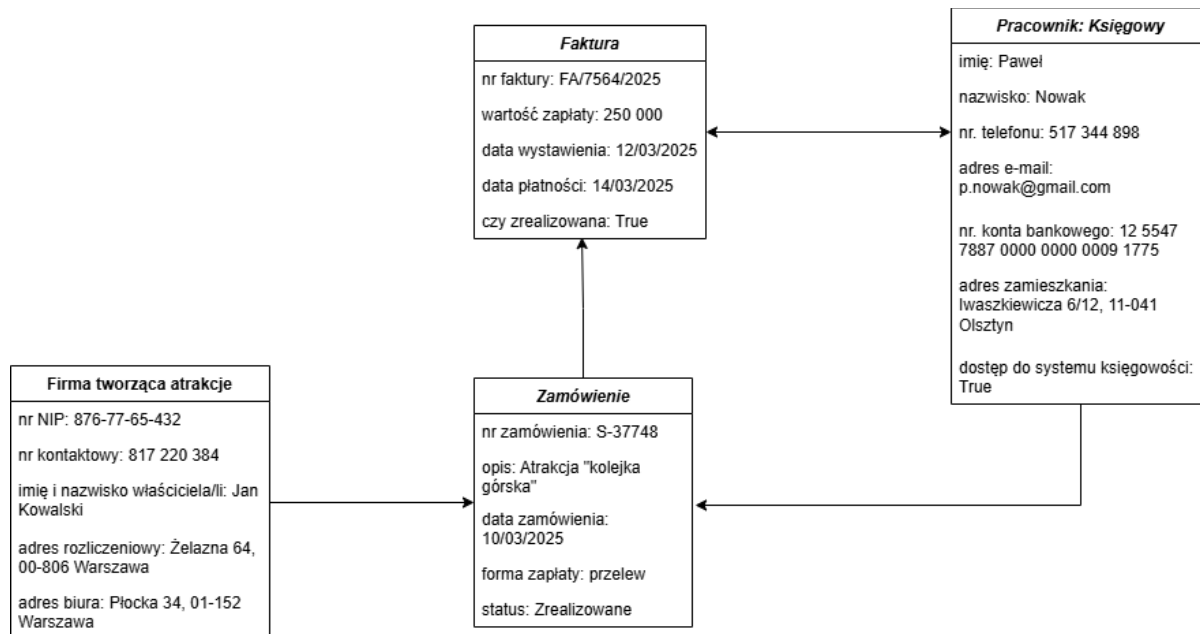 Faktura
nr faktury: FA/7564/2025
wartość zapłaty: 250 000
data wystawienia: 12/03/2025
data płatności: 14/03/2025
czy zrealizowana: True
Pracownik: Księgowy
imię: Paweł
nazwisko: Nowak
nr. telefonu: 517 344 898
adres e-mail:
p.nowak@gmail.com
nr. konta bankowego: 12 5547
7887 0000 0000 0009 1775
adres zamieszkania:
Iwaszkiewicza 6/12, 11-041
Olsztyn
dostęp do systemu księgowości:
True
Firma tworząca atrakcje
nr NIP: 876-77-65-432
nr kontaktowy: 817 220 384
imię i nazwisko właściciela/li: Jan
Kowalski
adres rozliczeniowy: Żelazna 64,
00-806 Warszawa
adres biura: Płocka 34, 01-152
Warszawa
Zamówienie
nr zamówienia: S-37748
opis: Atrakcja "kolejka
górska"
data zamówienia:
10/03/2025
forma zapłaty: przelew
status: Zrealizowane